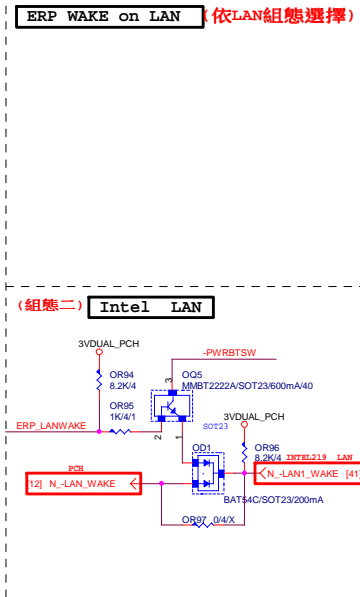 ERP WAKE on LAN (依LAN組態選擇)
(組態二) Intel LAN
3VDUAL_PCH
-PWRBTSW
OR94
8.2K/4
OQ5
MMBT2222A/SOT23/600mA/40
OR95
1K/4/1
3
SOT23
3VDUAL_PCH
ERP_LANWAKE
2
1
OD1
OR96
8.2K/4
INTEL219 LAN
PCH
[12] N_-LAN_WAKE
N_-LAN1_WAKE [41]
BAT54C/SOT23/200mA
OR97 0/4/X